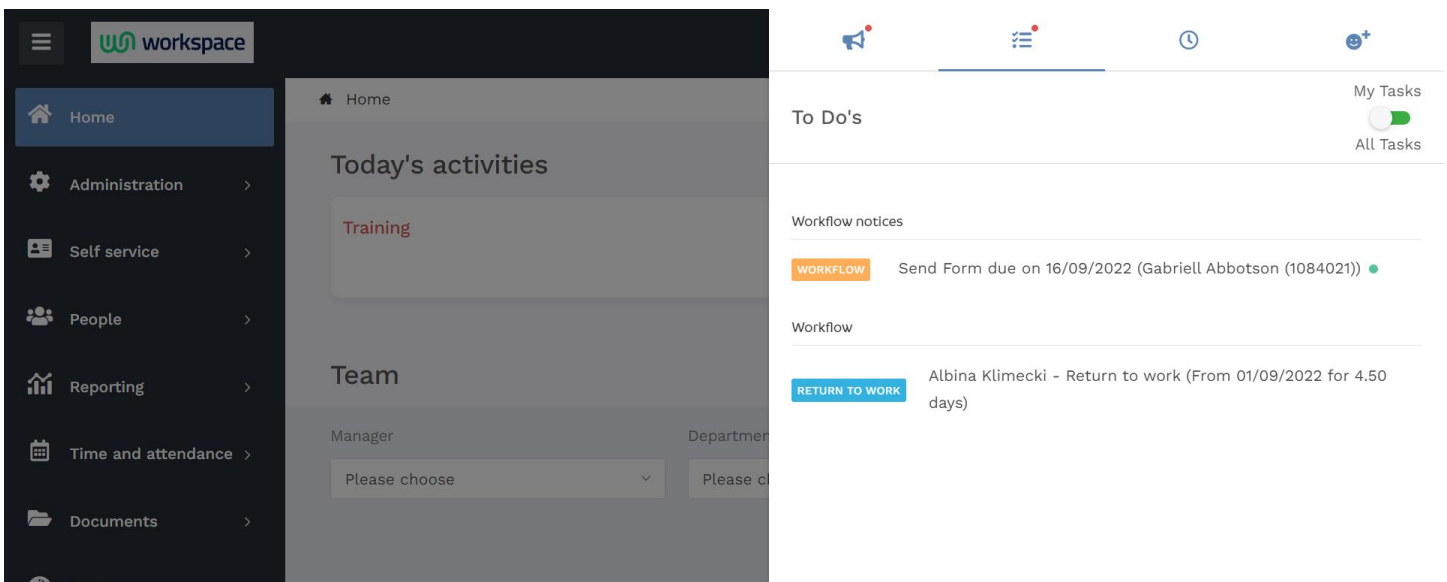 workspace
Home
Administration
Self service
People
Reporting
Time and attendance
Documents
Home
Today's activities
Training
Team
Manager
Please choose
Departmen
Please cl
To Do's
My Tasks
All Tasks
Workflow notices
WORKFLOW Send Form due on 16/09/2022 (Gabriell Abbotson (1084021))
Workflow
RETURN TO WORK Albina Klimecki - Return to work (From 01/09/2022 for 4.50
days)